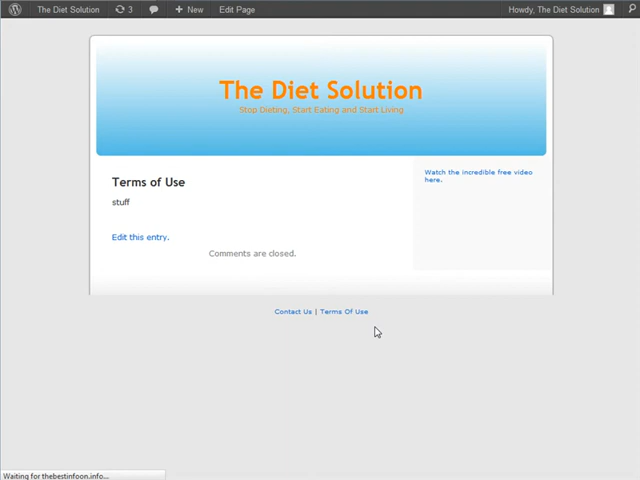 The Diet Solution 3 New Edit Page Howdy, The Diet Solution
The Diet Solution
Stop Dieting, Start Eating and Start Living
Terms of Use
stuff
Edit this entry.
Comments are closed.
Watch the incredible free video
here.
Contact Us | Terms Of Use
Waiting for thebestinfoon.info...